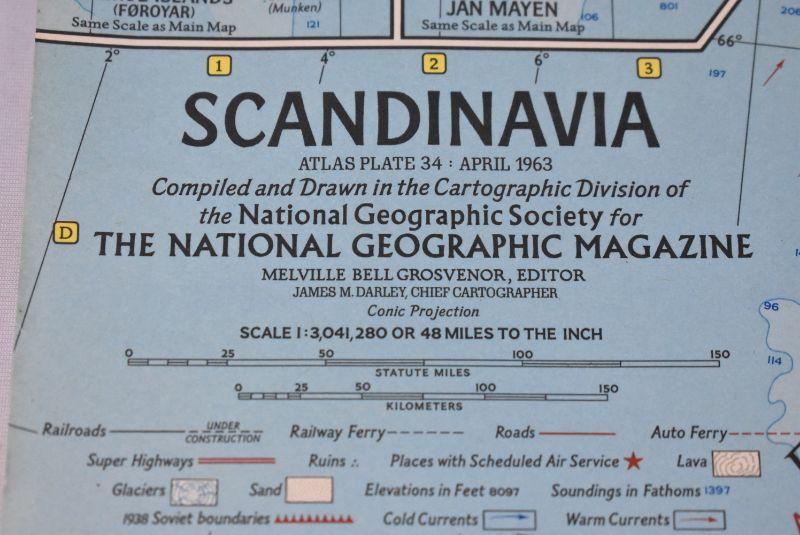 (FØROYAR)
Same Scale as Main Map
(Munken)
121
JAN MAYEN
Same Scale as Main Map
106
801
206
66°
197
2° 4° 6°
1 2 3
SCANDINAVIA
ATLAS PLATE 34 : APRIL 1963
Compiled and Drawn in the Cartographic Division of
the National Geographic Society for
D
THE NATIONAL GEOGRAPHIC MAGAZINE
MELVILLE BELL GROSVENOR, EDITOR
JAMES M. DARLEY, CHIEF CARTOGRAPHER
Conic Projection
96
SCALE 1:3,041,280 OR 48 MILES TO THE INCH
0 25 50 100 150
STATUTE MILES
114
0 25 50 100 150
KILOMETERS
Railroads UNDER CONSTRUCTION Railway Ferry Roads Auto Ferry
Super Highways Ruins ∴ Places with Scheduled Air Service ★ Lava
Glaciers Sand Elevations in Feet 8097 Soundings in Fathoms 1397
1938 Soviet boundaries Cold Currents Warm Currents